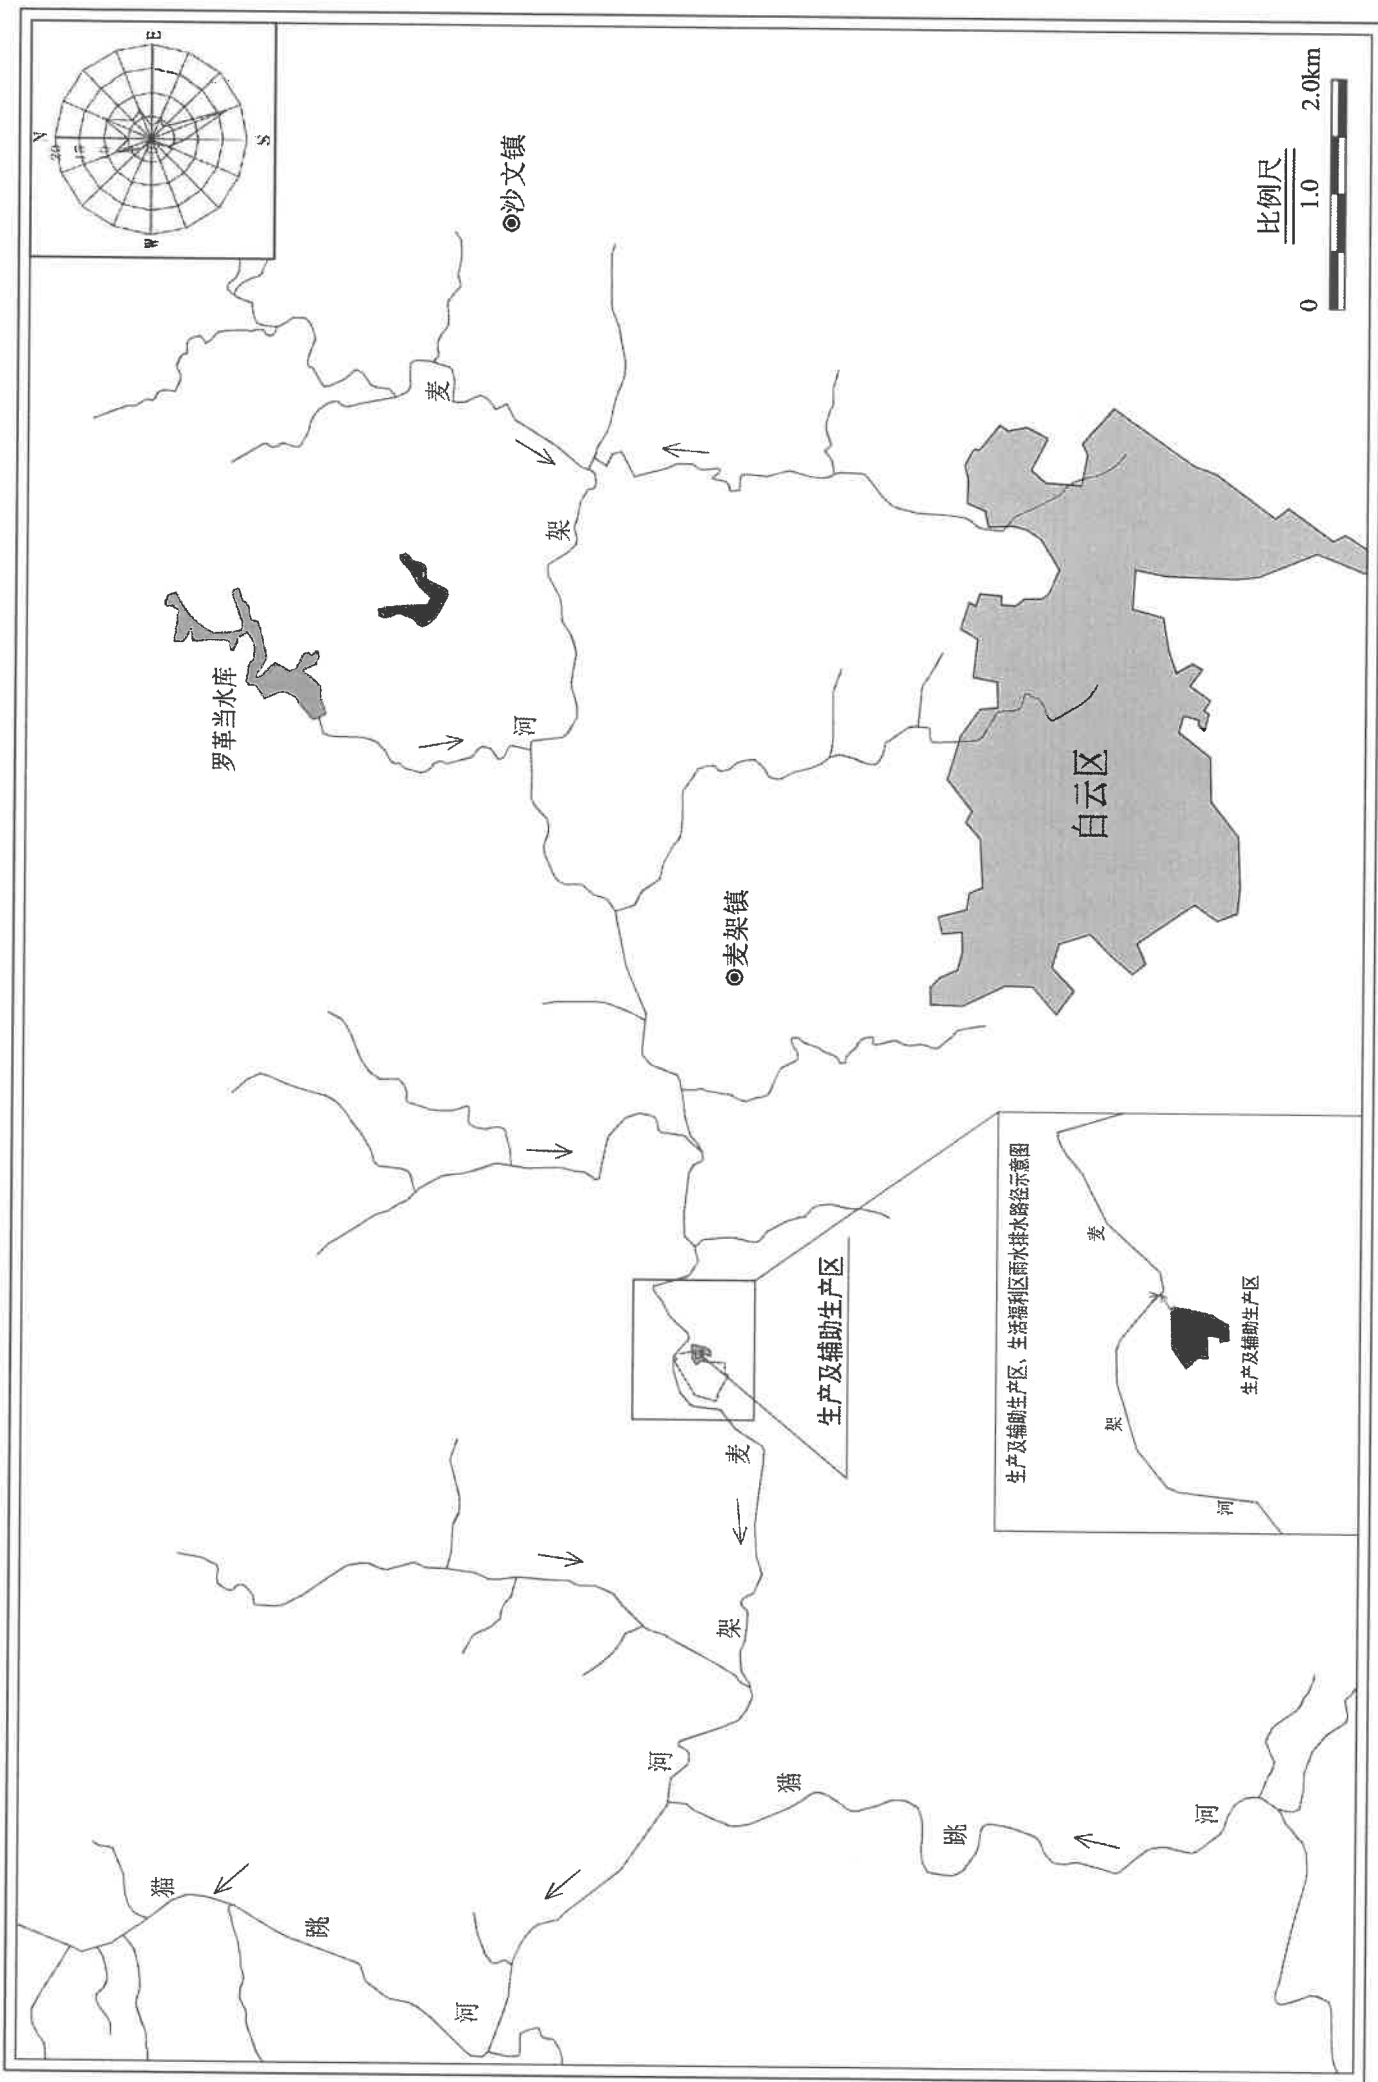 N
E
S
W
20
15
沙文镇
比例尺
0
1.0
2.0km
罗革当水库
麦
架
河
麦架镇
白云区
生产及辅助生产区
麦
架
河
猫
跳
河
猫
跳
河
生产及辅助生产区、生活福利区雨水排水路径示意图
麦
架
河
生产及辅助生产区